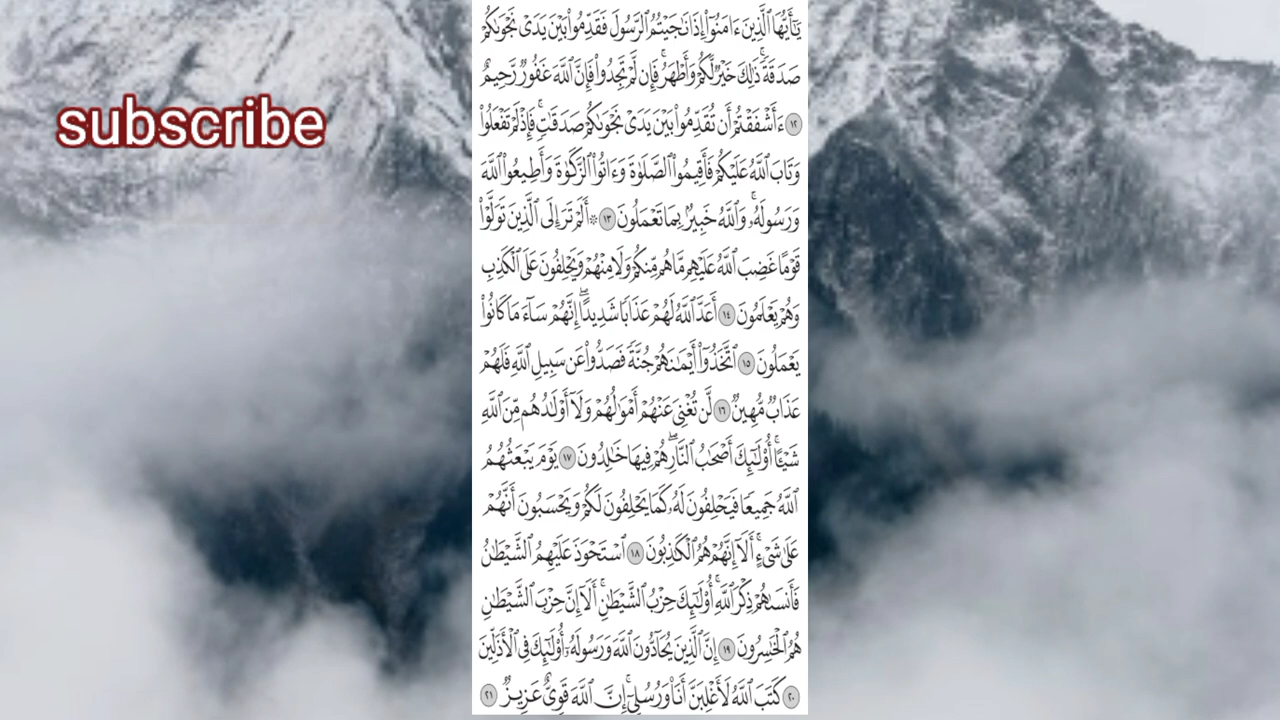 subscribe
يَٰٓأَيُّهَا ٱلَّذِينَ ءَامَنُوٓا۟ إِذَا نَٰجَيْتُمُ ٱلرَّسُولَ فَقَدِّمُوا۟ بَيْنَ يَدَىْ نَجْوَىٰكُمْ
صَدَقَةً ۚ ذَٰلِكَ خَيْرٌ لَّكُمْ وَأَطْهَرُ ۚ فَإِن لَّمْ تَجِدُوا۟ فَإِنَّ ٱللَّهَ غَفُورٌ رَّحِيمٌ
١٢ ءَأَشْفَقْتُمْ أَن تُقَدِّمُوا۟ بَيْنَ يَدَىْ نَجْوَىٰكُمْ صَدَقَٰتٍ ۚ فَإِذْ لَمْ تَفْعَلُوا۟
وَتَابَ ٱللَّهُ عَلَيْكُمْ فَأَقِيمُوا۟ ٱلصَّلَوٰةَ وَءَاتُوا۟ ٱلزَّكَوٰةَ وَأَطِيعُوا۟ ٱللَّهَ
وَرَسُولَهُۥ ۚ وَٱللَّهُ خَبِيرٌۢ بِمَا تَعْمَلُونَ ١٣ ۞ أَلَمْ تَرَ إِلَى ٱلَّذِينَ تَوَلَّوْا۟
قَوْمًا غَضِبَ ٱللَّهُ عَلَيْهِم مَّا هُم مِّنكُمْ وَلَا مِنْهُمْ وَيَحْلِفُونَ عَلَى ٱلْكَذِبِ
وَهُمْ يَعْلَمُونَ ١٤ أَعَدَّ ٱللَّهُ لَهُمْ عَذَابًا شَدِيدًا ۖ إِنَّهُمْ سَآءَ مَا كَانُوا۟
يَعْمَلُونَ ١٥ ٱتَّخَذُوٓا۟ أَيْمَٰنَهُمْ جُنَّةً فَصَدُّوا۟ عَن سَبِيلِ ٱللَّهِ فَلَهُمْ
عَذَابٌ مُّهِينٌ ١٦ لَّن تُغْنِىَ عَنْهُمْ أَمْوَٰلُهُمْ وَلَآ أَوْلَٰدُهُم مِّنَ ٱللَّهِ
شَيْـًٔا ۚ أُو۟لَٰٓئِكَ أَصْحَٰبُ ٱلنَّارِ ۖ هُمْ فِيهَا خَٰلِدُونَ ١٧ يَوْمَ يَبْعَثُهُمُ
ٱللَّهُ جَمِيعًا فَيَحْلِفُونَ لَهُۥ كَمَا يَحْلِفُونَ لَكُمْ وَيَحْسَبُونَ أَنَّهُمْ
عَلَىٰ شَىْءٍ ۚ أَلَآ إِنَّهُمْ هُمُ ٱلْكَٰذِبُونَ ١٨ ٱسْتَحْوَذَ عَلَيْهِمُ ٱلشَّيْطَٰنُ
فَأَنسَىٰهُمْ ذِكْرَ ٱللَّهِ ۚ أُو۟لَٰٓئِكَ حِزْبُ ٱلشَّيْطَٰنِ ۚ أَلَآ إِنَّ حِزْبَ ٱلشَّيْطَٰنِ
هُمُ ٱلْخَٰسِرُونَ ١٩ إِنَّ ٱلَّذِينَ يُحَآدُّونَ ٱللَّهَ وَرَسُولَهُۥٓ أُو۟لَٰٓئِكَ فِى ٱلْأَذَلِّينَ
٢٠ كَتَبَ ٱللَّهُ لَأَغْلِبَنَّ أَنَا۠ وَرُسُلِىٓ ۚ إِنَّ ٱللَّهَ قَوِىٌّ عَزِيزٌ ٢١